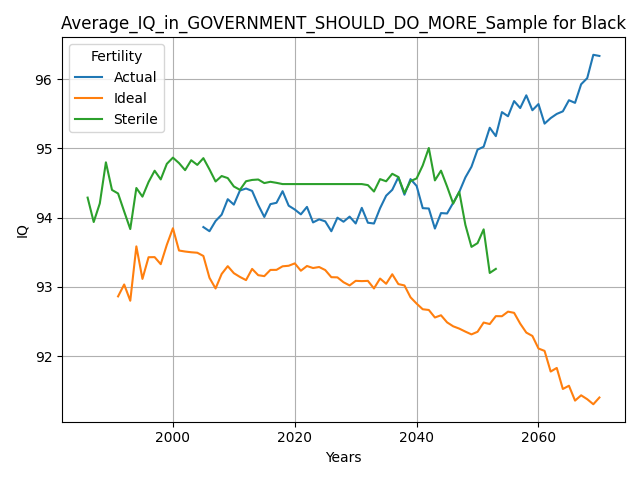 Average_IQ_in_GOVERNMENT_SHOULD_DO_MORE_Sample for Black
Fertility
Actual
Ideal
Sterile
96
95
94
93
92
IQ
2000
2020
2040
2060
Years